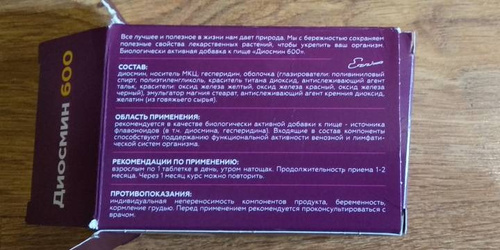 Все лучшее и полезное в жизни нам дает природа. Мы с бережностью сохраняем
полезные свойства лекарственных растений, чтобы укрепить ваш организм.
Биологически активная добавка к пище «Диосмин 600».
СОСТАВ:
диосмин, носитель МКЦ, гесперидин, оболочка (глазирователи: поливиниловый
спирт, полиэтиленгликоль, краситель титана диоксид, антислеживающий агент
тальк, красители: оксид железа желтый, оксид железа красный, оксид железа
черный), эмульгатор магния стеарат, антислеживающий агент кремния диоксид,
желатин (из говяжьего сырья).
ОБЛАСТЬ ПРИМЕНЕНИЯ:
рекомендуется в качестве биологически активной добавки к пище - источника
флавоноидов (в т.ч. диосмина, гесперидина). Входящие в состав компоненты
способствуют поддержанию функциональной активности венозной и лимфати-
ческой систем организма.
РЕКОМЕНДАЦИИ ПО ПРИМЕНЕНИЮ:
взрослым по 1 таблетке в день, утром натощак. Продолжительность приема 1-2
месяца. Через 1 месяц курс можно повторить.
ПРОТИВОПОКАЗАНИЯ:
индивидуальная непереносимость компонентов продукта, беременность,
кормление грудью. Перед применением рекомендуется проконсультироваться с
врачом.
Диосмин 600